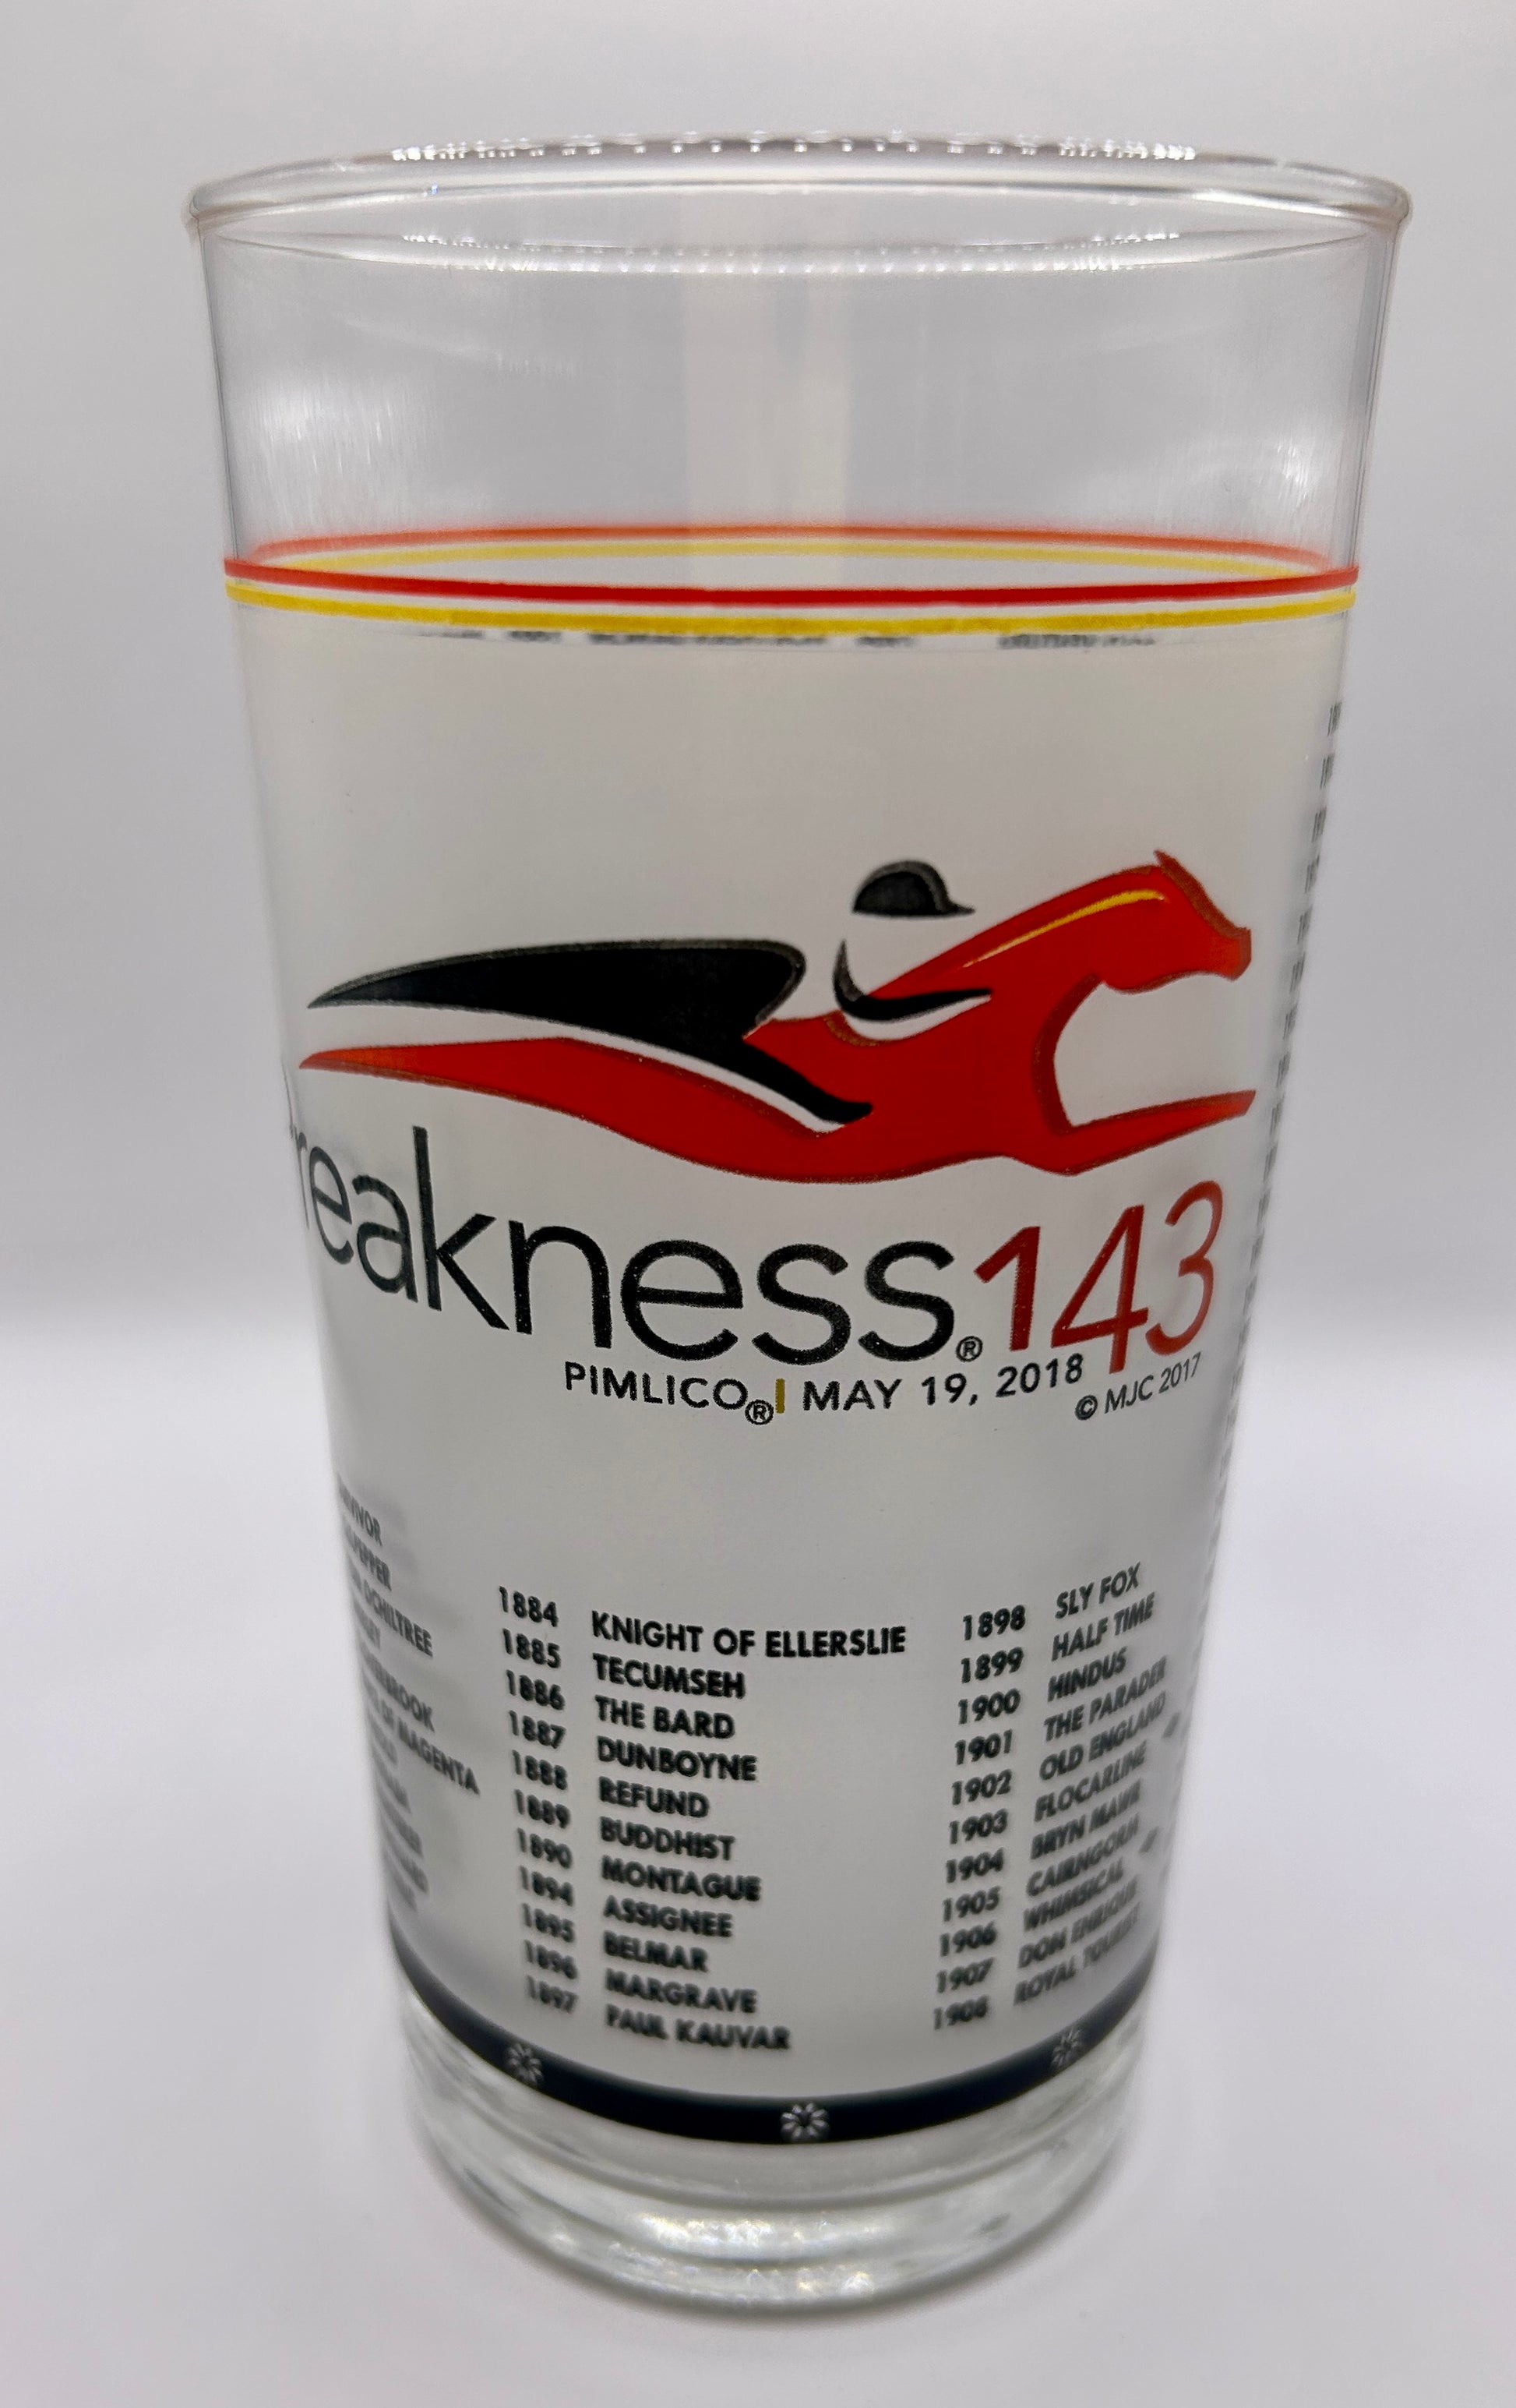 reakness® 143
PIMLICO® | MAY 19, 2018
© MJC 2017
OCHILTREE
OF MAGENTA
1884 KNIGHT OF ELLERSLIE
1885 TECUMSEH
1886 THE BARD
1887 DUNBOYNE
1888 REFUND
1889 BUDDHIST
1890 MONTAGUE
1894 ASSIGNEE
1895 BELMAR
1896 MARGRAVE
1897 PAUL KAUVAR
1898 SLY FOX
1899 HALF TIME
1900 HINDUS
1901 THE PARADER
1902 OLD ENGLAND
1903 FLOCARLINE
1904 BRYN MAWR
1905 CAIRNGORM
1906 WHIMSICAL
1907 DON ENRIQUE
1908 ROYAL TOURIST